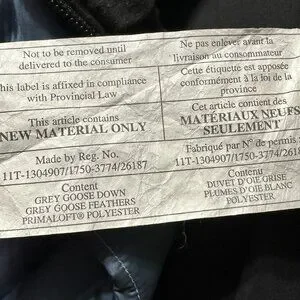 Not to be removed until
delivered to the consumer
This label is affixed in compliance
with Provincial Law
This article contains
NEW MATERIAL ONLY
Made by Reg. No.
11T-1304907/1750-3774/26187
Content
GREY GOOSE DOWN
GREY GOOSE FEATHERS
PRIMALOFT® POLYESTER
Ne pas enlever avant la
livraison au consommateur
Cette étiquette est apposée
conformément à la loi de la
province
Cet article contient des
MATÉRIAUX NEUFS
SEULEMENT
Fabriqué par N° de permis
11T-1304907/1750-3774/26187
Content
DUVET D'OIE GRISE
PLUMES D'OIE BLANC
POLYESTER